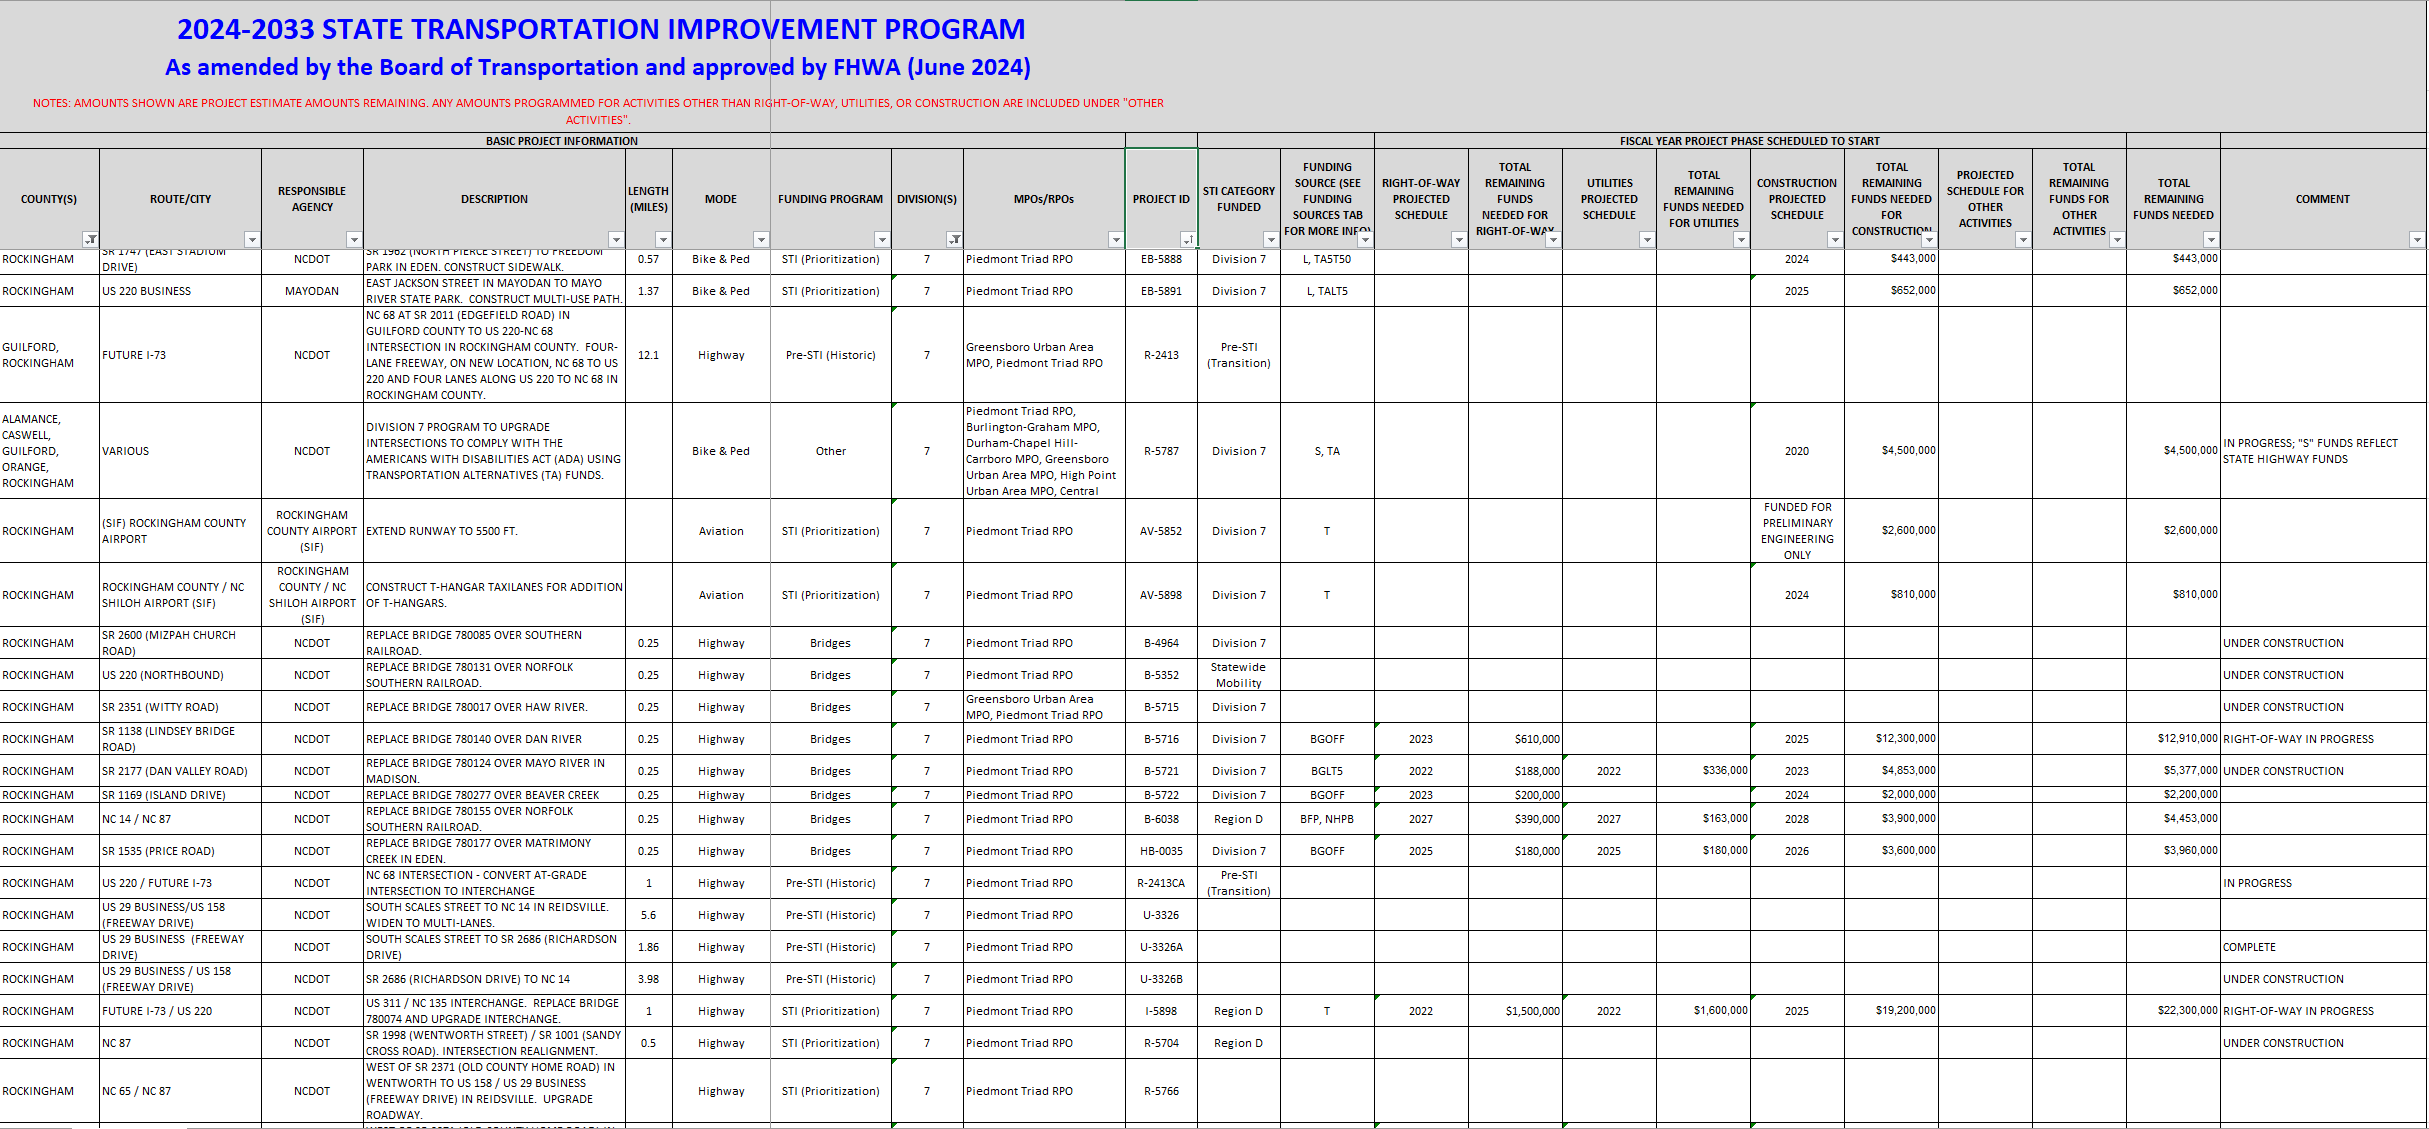 2024-2033 STATE TRANSPORTATION IMPROVEMENT PROGRAM
As amended by the Board of Transportation and approved by FHWA (June 2024)
NOTES: AMOUNTS SHOWN ARE PROJECT ESTIMATE AMOUNTS REMAINING. ANY AMOUNTS PROGRAMMED FOR ACTIVITIES OTHER THAN RIGHT-OF-WAY, UTILITIES, OR CONSTRUCTION ARE INCLUDED UNDER "OTHER
ACTIVITIES".
BASIC PROJECT INFORMATION FISCAL YEAR PROJECT PHASE SCHEDULED TO START
COUNTY(S) ROUTE/CITY RESPONSIBLE AGENCY DESCRIPTION LENGTH (MILES) MODE FUNDING PROGRAM DIVISION(S) MPOs/RPOs PROJECT ID STI CATEGORY FUNDED FUNDING SOURCE (SEE FUNDING SOURCES TAB FOR MORE INFO) RIGHT-OF-WAY PROJECTED SCHEDULE TOTAL REMAINING FUNDS NEEDED FOR RIGHT-OF-WAY UTILITIES PROJECTED SCHEDULE TOTAL REMAINING FUNDS NEEDED FOR UTILITIES CONSTRUCTION PROJECTED SCHEDULE TOTAL REMAINING FUNDS NEEDED FOR CONSTRUCTION PROJECTED SCHEDULE FOR OTHER ACTIVITIES TOTAL REMAINING FUNDS FOR OTHER ACTIVITIES TOTAL REMAINING FUNDS NEEDED COMMENT
ROCKINGHAM SR 1747 (EAST STADIUM DRIVE) NCDOT SR 1962 (NORTH PIERCE STREET) TO FREEDOM PARK IN EDEN. CONSTRUCT SIDEWALK. 0.57 Bike & Ped STI (Prioritization) 7 Piedmont Triad RPO EB-5888 Division 7 L, TA5T50 2024 $443,000 $443,000
ROCKINGHAM US 220 BUSINESS MAYODAN EAST JACKSON STREET IN MAYODAN TO MAYO RIVER STATE PARK. CONSTRUCT MULTI-USE PATH. 1.37 Bike & Ped STI (Prioritization) 7 Piedmont Triad RPO EB-5891 Division 7 L, TALT5 2025 $652,000 $652,000
GUILFORD, ROCKINGHAM FUTURE I-73 NCDOT NC 68 AT SR 2011 (EDGEFIELD ROAD) IN GUILFORD COUNTY TO US 220-NC 68 INTERSECTION IN ROCKINGHAM COUNTY. FOUR-LANE FREEWAY, ON NEW LOCATION, NC 68 TO US 220 AND FOUR LANES ALONG US 220 TO NC 68 IN ROCKINGHAM COUNTY. 12.1 Highway Pre-STI (Historic) 7 Greensboro Urban Area MPO, Piedmont Triad RPO R-2413 Pre-STI (Transition)
ALAMANCE, CASWELL, GUILFORD, ORANGE, ROCKINGHAM VARIOUS NCDOT DIVISION 7 PROGRAM TO UPGRADE INTERSECTIONS TO COMPLY WITH THE AMERICANS WITH DISABILITIES ACT (ADA) USING TRANSPORTATION ALTERNATIVES (TA) FUNDS. Bike & Ped Other 7 Piedmont Triad RPO, Burlington-Graham MPO, Durham-Chapel Hill-Carrboro MPO, Greensboro Urban Area MPO, High Point Urban Area MPO, Central R-5787 Division 7 S, TA 2020 $4,500,000 $4,500,000 IN PROGRESS; "S" FUNDS REFLECT STATE HIGHWAY FUNDS
ROCKINGHAM (SIF) ROCKINGHAM COUNTY AIRPORT ROCKINGHAM COUNTY AIRPORT (SIF) EXTEND RUNWAY TO 5500 FT. Aviation STI (Prioritization) 7 Piedmont Triad RPO AV-5852 Division 7 T FUNDED FOR PRELIMINARY ENGINEERING ONLY $2,600,000 $2,600,000
ROCKINGHAM ROCKINGHAM COUNTY / NC SHILOH AIRPORT (SIF) ROCKINGHAM COUNTY / NC SHILOH AIRPORT (SIF) CONSTRUCT T-HANGAR TAXILANES FOR ADDITION OF T-HANGARS. Aviation STI (Prioritization) 7 Piedmont Triad RPO AV-5898 Division 7 T 2024 $810,000 $810,000
ROCKINGHAM SR 2600 (MIZPAH CHURCH ROAD) NCDOT REPLACE BRIDGE 780085 OVER SOUTHERN RAILROAD. 0.25 Highway Bridges 7 Piedmont Triad RPO B-4964 Division 7 UNDER CONSTRUCTION
ROCKINGHAM US 220 (NORTHBOUND) NCDOT REPLACE BRIDGE 780131 OVER NORFOLK SOUTHERN RAILROAD. 0.25 Highway Bridges 7 Piedmont Triad RPO B-5352 Statewide Mobility UNDER CONSTRUCTION
ROCKINGHAM SR 2351 (WITTY ROAD) NCDOT REPLACE BRIDGE 780017 OVER HAW RIVER. 0.25 Highway Bridges 7 Greensboro Urban Area MPO, Piedmont Triad RPO B-5715 Division 7 UNDER CONSTRUCTION
ROCKINGHAM SR 1138 (LINDSEY BRIDGE ROAD) NCDOT REPLACE BRIDGE 780140 OVER DAN RIVER 0.25 Highway Bridges 7 Piedmont Triad RPO B-5716 Division 7 BGOFF 2023 $610,000 2025 $12,300,000 $12,910,000 RIGHT-OF-WAY IN PROGRESS
ROCKINGHAM SR 2177 (DAN VALLEY ROAD) NCDOT REPLACE BRIDGE 780124 OVER MAYO RIVER IN MADISON. 0.25 Highway Bridges 7 Piedmont Triad RPO B-5721 Division 7 BGLT5 2022 $188,000 2022 $336,000 2023 $4,853,000 $5,377,000 UNDER CONSTRUCTION
ROCKINGHAM SR 1169 (ISLAND DRIVE) NCDOT REPLACE BRIDGE 780277 OVER BEAVER CREEK 0.25 Highway Bridges 7 Piedmont Triad RPO B-5722 Division 7 BGOFF 2023 $200,000 2024 $2,000,000 $2,200,000
ROCKINGHAM NC 14 / NC 87 NCDOT REPLACE BRIDGE 780155 OVER NORFOLK SOUTHERN RAILROAD. 0.25 Highway Bridges 7 Piedmont Triad RPO B-6038 Region D BFP, NHPB 2027 $390,000 2027 $163,000 2028 $3,900,000 $4,453,000
ROCKINGHAM SR 1535 (PRICE ROAD) NCDOT REPLACE BRIDGE 780177 OVER MATRIMONY CREEK IN EDEN. 0.25 Highway Bridges 7 Piedmont Triad RPO HB-0035 Division 7 BGOFF 2025 $180,000 2025 $180,000 2026 $3,600,000 $3,960,000
ROCKINGHAM US 220 / FUTURE I-73 NCDOT NC 68 INTERSECTION - CONVERT AT-GRADE INTERSECTION TO INTERCHANGE 1 Highway Pre-STI (Historic) 7 Piedmont Triad RPO R-2413CA Pre-STI (Transition) IN PROGRESS
ROCKINGHAM US 29 BUSINESS/US 158 (FREEWAY DRIVE) NCDOT SOUTH SCALES STREET TO NC 14 IN REIDSVILLE. WIDEN TO MULTI-LANES. 5.6 Highway Pre-STI (Historic) 7 Piedmont Triad RPO U-3326
ROCKINGHAM US 29 BUSINESS (FREEWAY DRIVE) NCDOT SOUTH SCALES STREET TO SR 2686 (RICHARDSON DRIVE) 1.86 Highway Pre-STI (Historic) 7 Piedmont Triad RPO U-3326A COMPLETE
ROCKINGHAM US 29 BUSINESS / US 158 (FREEWAY DRIVE) NCDOT SR 2686 (RICHARDSON DRIVE) TO NC 14 3.98 Highway Pre-STI (Historic) 7 Piedmont Triad RPO U-3326B UNDER CONSTRUCTION
ROCKINGHAM FUTURE I-73 / US 220 NCDOT US 311 / NC 135 INTERCHANGE. REPLACE BRIDGE 780074 AND UPGRADE INTERCHANGE. 1 Highway STI (Prioritization) 7 Piedmont Triad RPO I-5898 Region D T 2022 $1,500,000 2022 $1,600,000 2025 $19,200,000 $22,300,000 RIGHT-OF-WAY IN PROGRESS
ROCKINGHAM NC 87 NCDOT SR 1998 (WENTWORTH STREET) / SR 1001 (SANDY CROSS ROAD). INTERSECTION REALIGNMENT. 0.5 Highway STI (Prioritization) 7 Piedmont Triad RPO R-5704 Region D UNDER CONSTRUCTION
ROCKINGHAM NC 65 / NC 87 NCDOT WEST OF SR 2371 (OLD COUNTY HOME ROAD) IN WENTWORTH TO US 158 / US 29 BUSINESS (FREEWAY DRIVE) IN REIDSVILLE. UPGRADE ROADWAY. Highway STI (Prioritization) 7 Piedmont Triad RPO R-5766